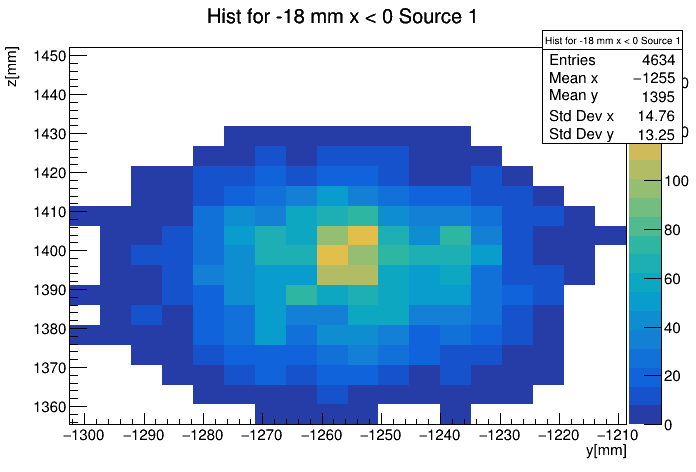 Hist for -18 mm x < 0 Source 1
z[mm]
1450
1440
1430
1420
1410
1400
1390
1380
1370
1360
−1300 −1290 −1280 −1270 −1260 −1250 −1240 −1230 −1220 −1210
y[mm]
Hist for -18 mm x < 0 Source 1
Entries 4634
Mean x −1255
Mean y 1395
Std Dev x 14.76
Std Dev y 13.25
100
80
60
40
20
0